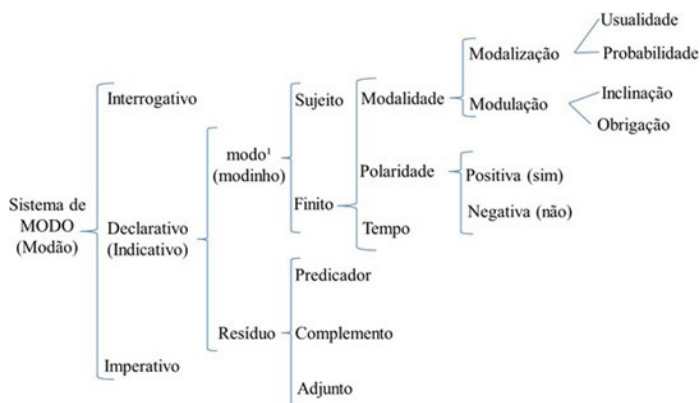 Sistema de
MODO
(Modão)
Interrogativo
Declarativo
(Indicativo)
Imperativo
modo¹
(modinho)
Resíduo
Sujeito
Finito
Predicador
Complemento
Adjunto
Modalidade
Polaridade
Tempo
Modalização
Modulação
Positiva (sim)
Negativa (não)
Usualidade
Probabilidade
Inclinação
Obrigação